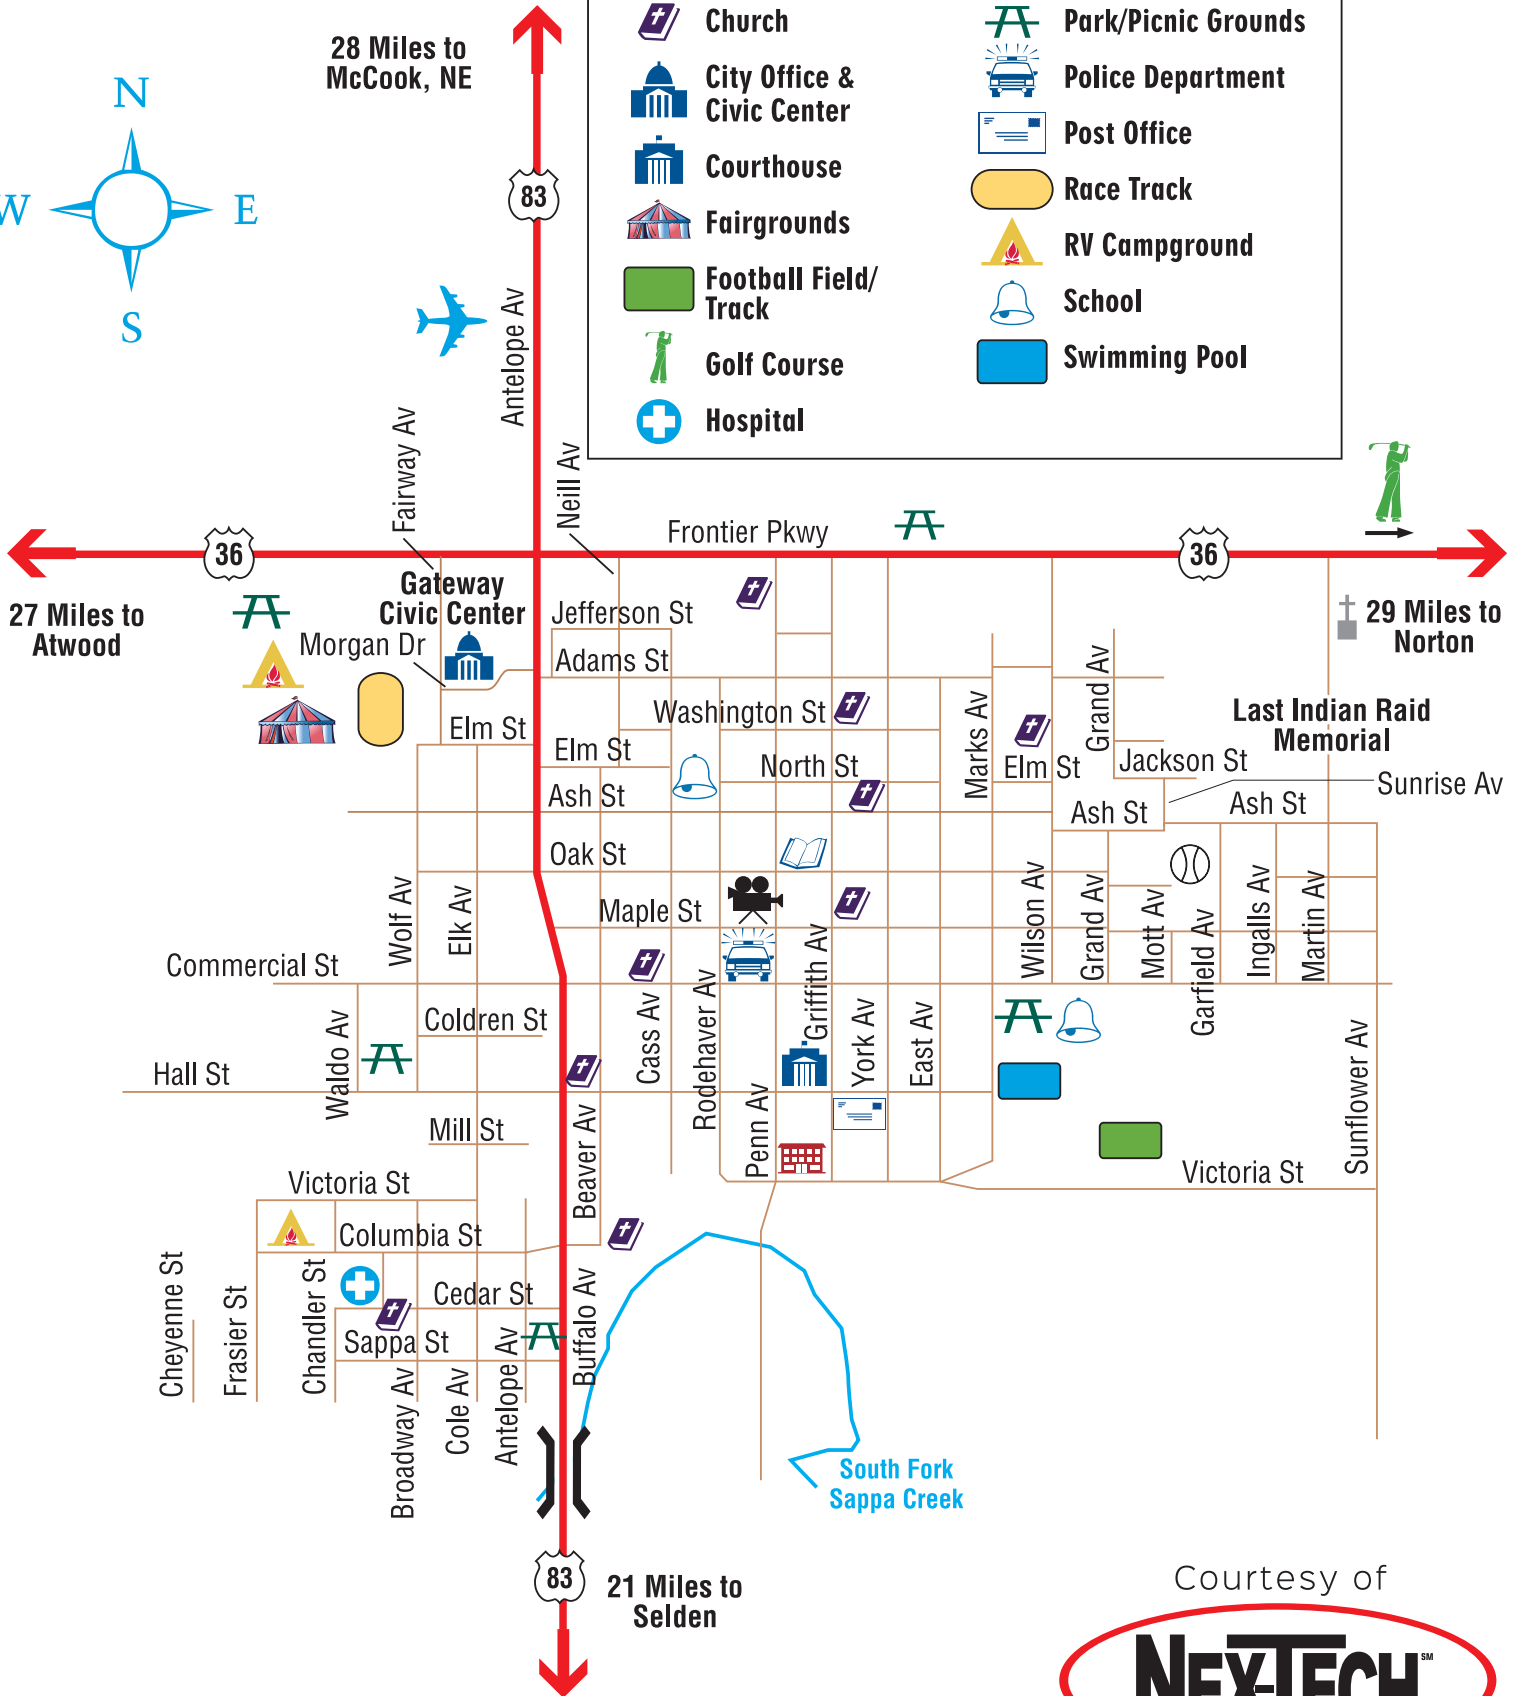 Church
City Office &
Civic Center
Courthouse
Fairgrounds
Football Field/
Track
Golf Course
Hospital
Park/Picnic Grounds
Police Department
Post Office
Race Track
RV Campground
School
Swimming Pool
28 Miles to
McCook, NE
N
W
E
S
83
Antelope Av
Fairway Av
Neill Av
Frontier Pkwy
36
36
27 Miles to
Atwood
29 Miles to
Norton
Gateway
Civic Center
Morgan Dr
Jefferson St
Adams St
Washington St
Elm St
Elm St
North St
Marks Av
Elm St
Grand Av
Last Indian Raid
Memorial
Jackson St
Sunrise Av
Ash St
Ash St
Ash St
Oak St
Maple St
Wolf Av
Elk Av
Wilson Av
Grand Av
Mott Av
Garfield Av
Ingalls Av
Martin Av
Commercial St
Coldren St
Waldo Av
Hall St
Cass Av
Rodehaver Av
Griffith Av
York Av
East Av
Sunflower Av
Mill St
Beaver Av
Penn Av
Victoria St
Victoria St
Columbia St
Cheyenne St
Frasier St
Chandler St
Cedar St
Sappa St
Buffalo Av
Broadway Av
Cole Av
Antelope Av
South Fork
Sappa Creek
83
21 Miles to
Selden
Courtesy of
NEX-TECH SM